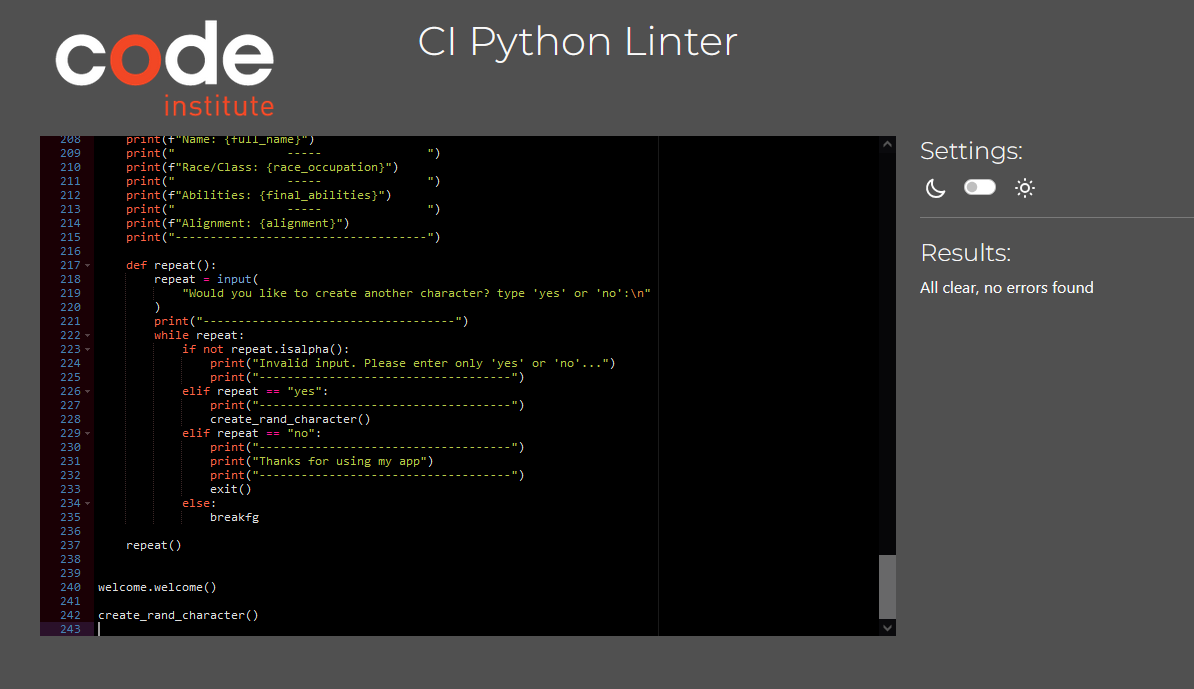 code
institute
CI Python Linter
208 print(f"Name: {full_name}")
209 print("                -----               ")
210 print(f"Race/Class: {race_occupation}")
211 print("                -----               ")
212 print(f"Abilities: {final_abilities}")
213 print("                -----               ")
214 print(f"Alignment: {alignment}")
215 print("------------------------------------")
216
217 def repeat():
218 repeat = input(
219 "Would you like to create another character? type 'yes' or 'no':\n"
220 )
221 print("------------------------------------")
222 while repeat:
223 if not repeat.isalpha():
224 print("Invalid input. Please enter only 'yes' or 'no'...")
225 print("------------------------------------")
226 elif repeat == "yes":
227 print("------------------------------------")
228 create_rand_character()
229 elif repeat == "no":
230 print("------------------------------------")
231 print("Thanks for using my app")
232 print("------------------------------------")
233 exit()
234 else:
235 breakfg
236
237 repeat()
238
239
240 welcome.welcome()
241
242 create_rand_character()
243
Settings:
Results:
All clear, no errors found